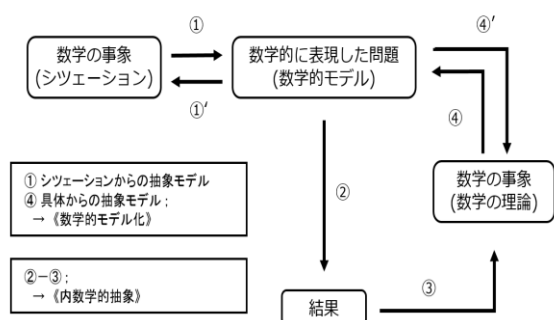 ①
④′
数学の事象
(シツェーション)
数学的に表現した問題
(数学的モデル)
①′
④
① シツェーションからの抽象モデル
④ 具体からの抽象モデル ;
→ 《数学的モデル化》
②
数学の事象
(数学の理論)
②−③ ;
→ 《内数学的抽象》
結果
③